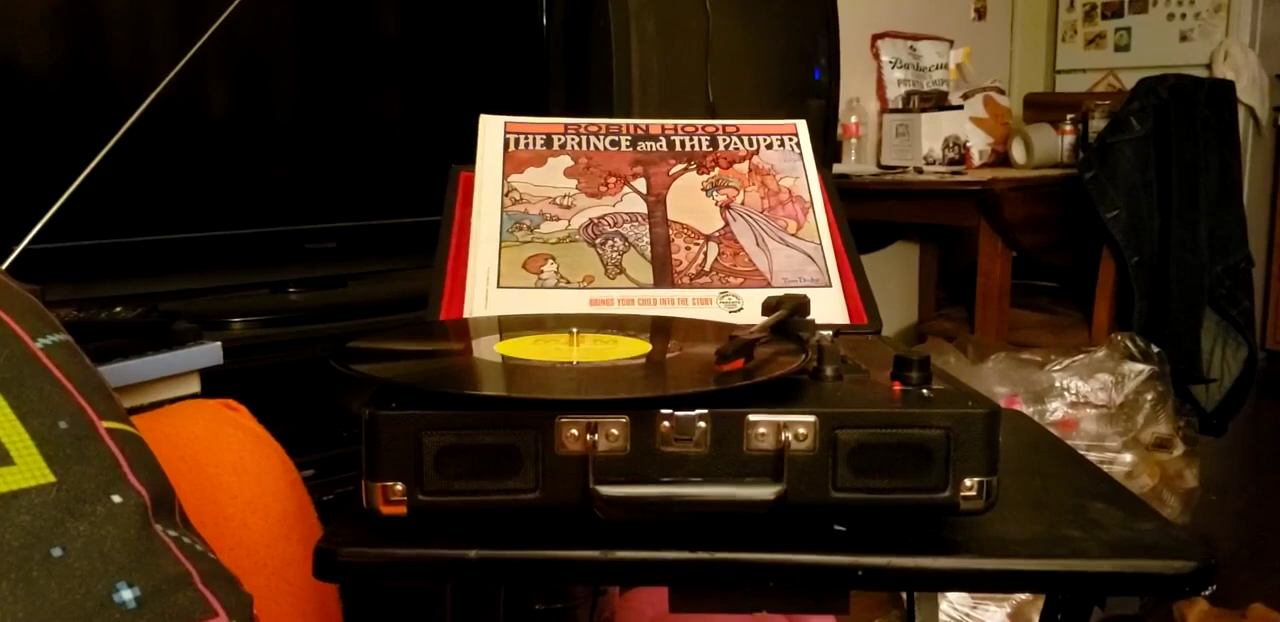 ROBIN HOOD
THE PRINCE and THE PAUPER
BRINGS YOUR CHILD INTO THE STORY
Barbecue
POTATO CHIPS